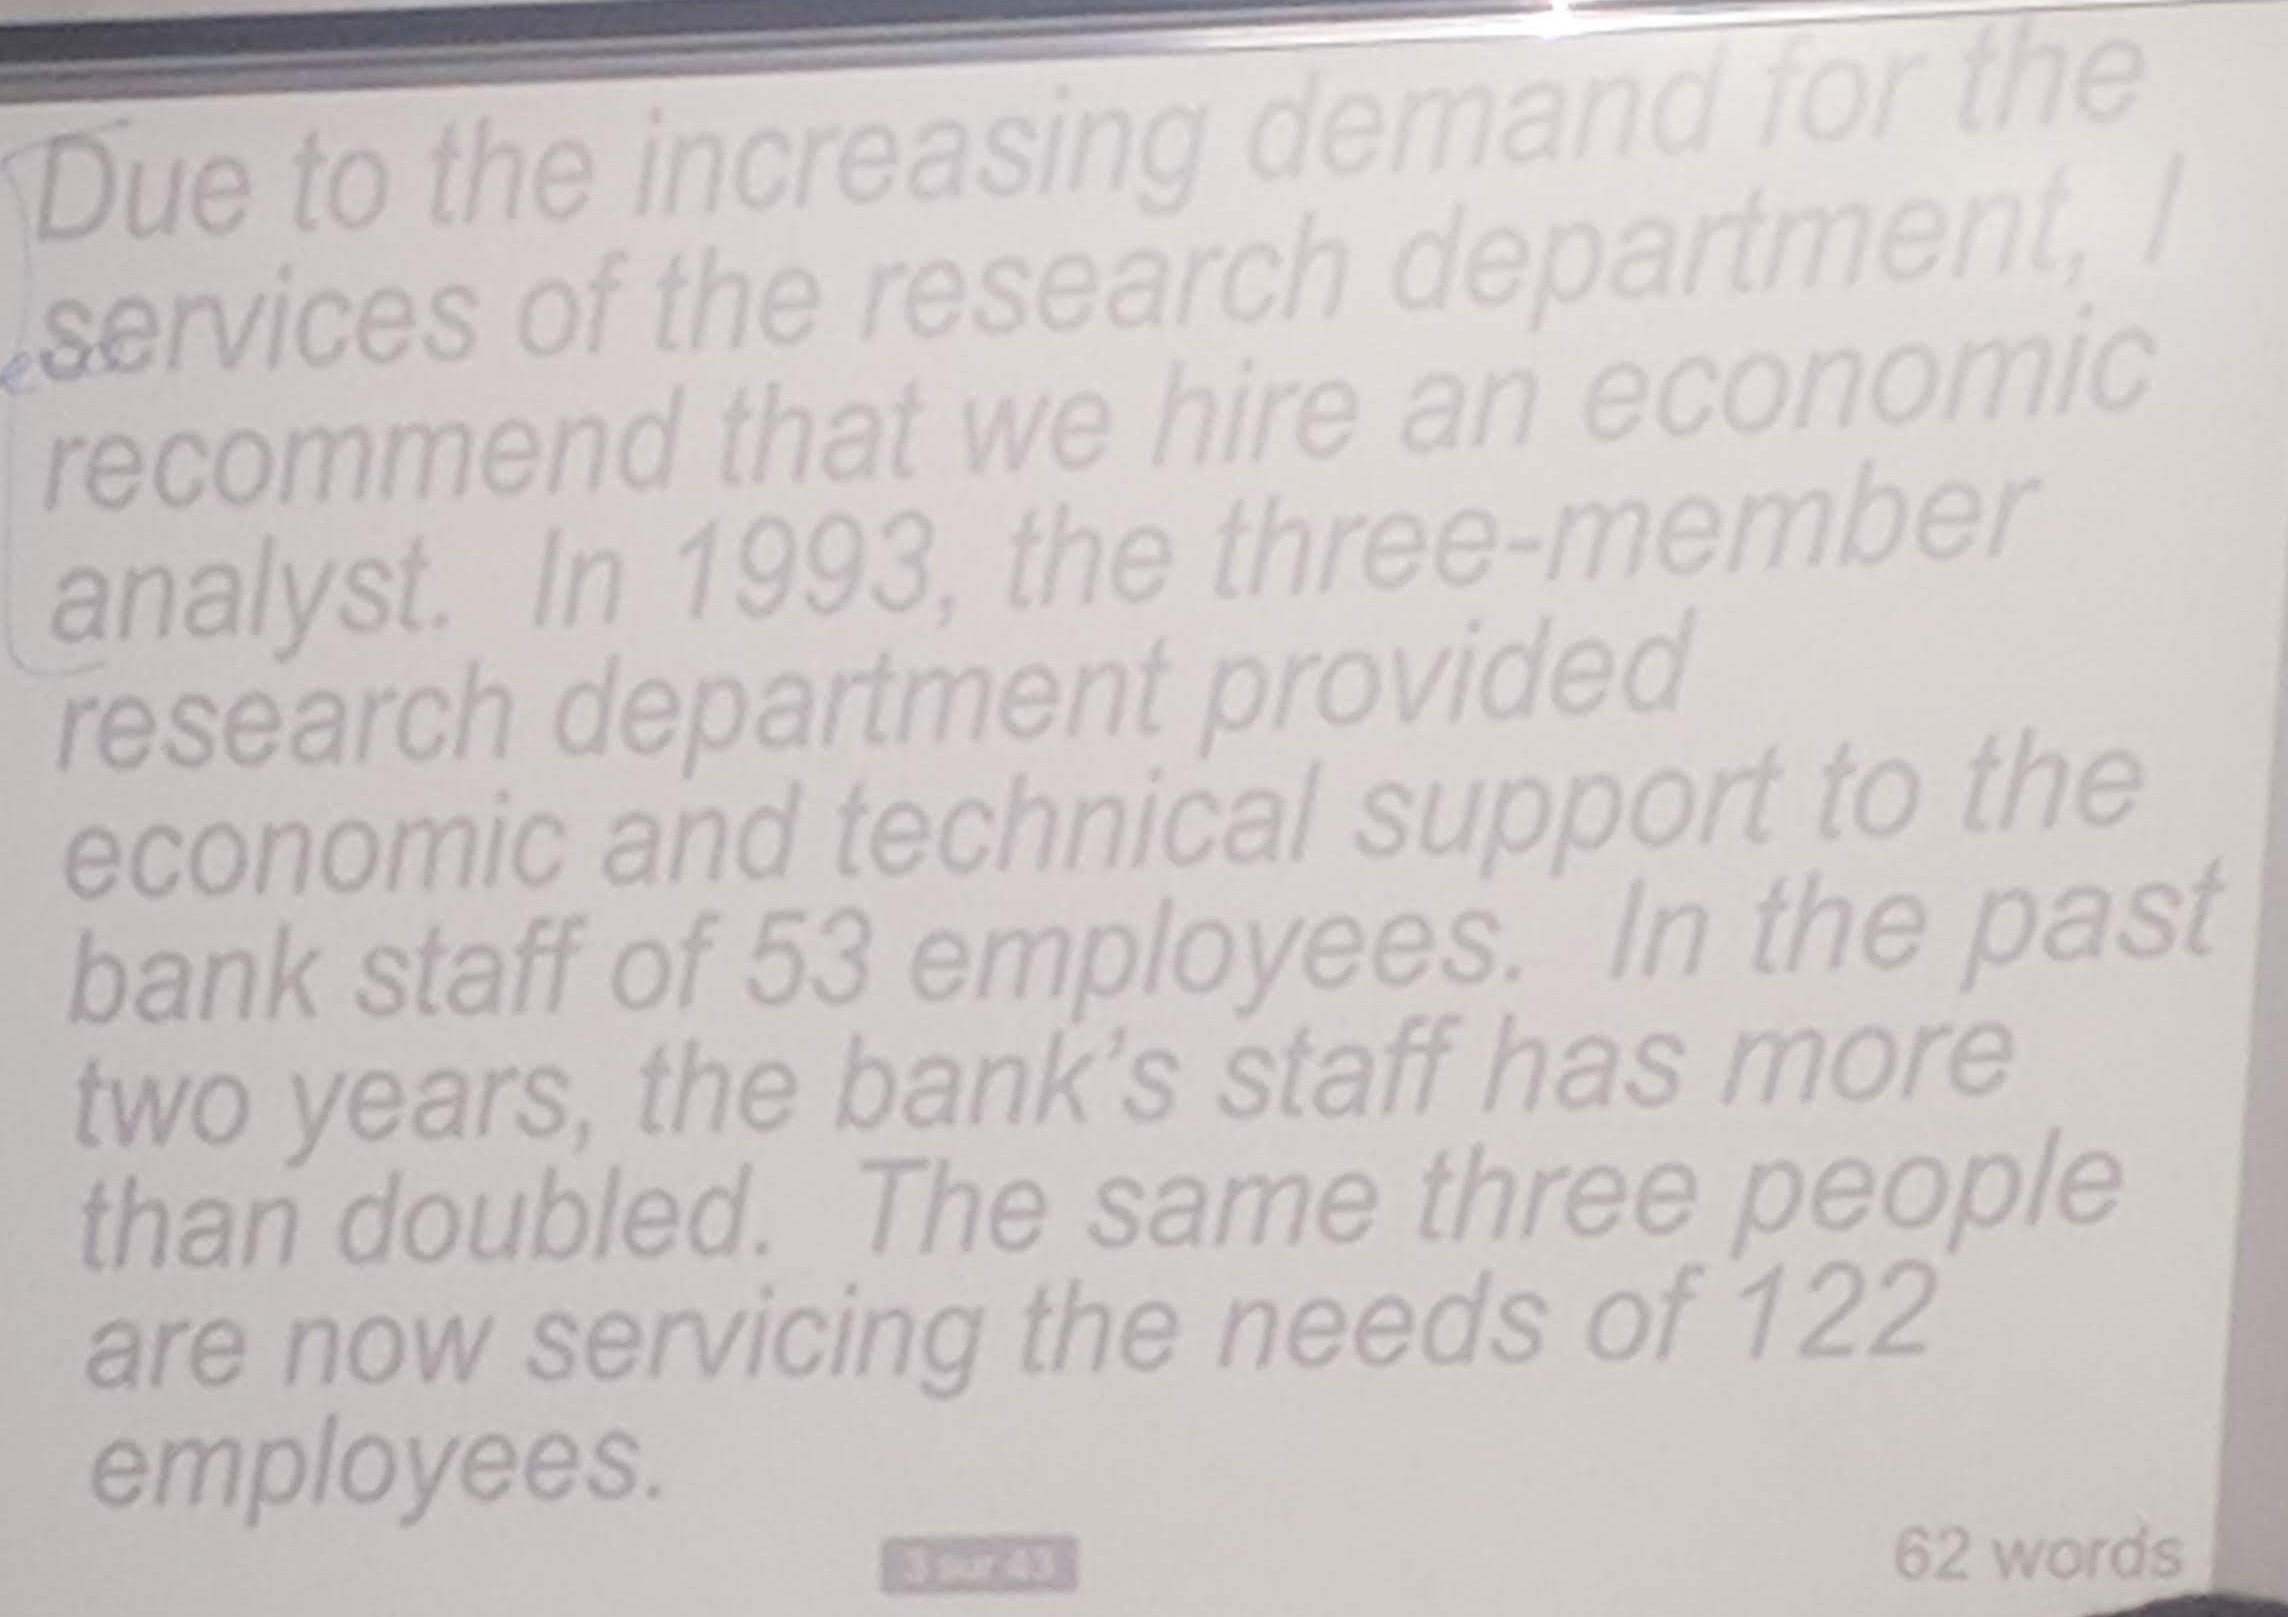 Due to the increasing demand for the
services of the research department, I
recommend that we hire an economic
analyst. In 1993, the three-member
research department provided
economic and technical support to the
bank staff of 53 employees. In the past
two years, the bank's staff has more
than doubled. The same three people
are now servicing the needs of 122
employees.
3 sur 43
62 words